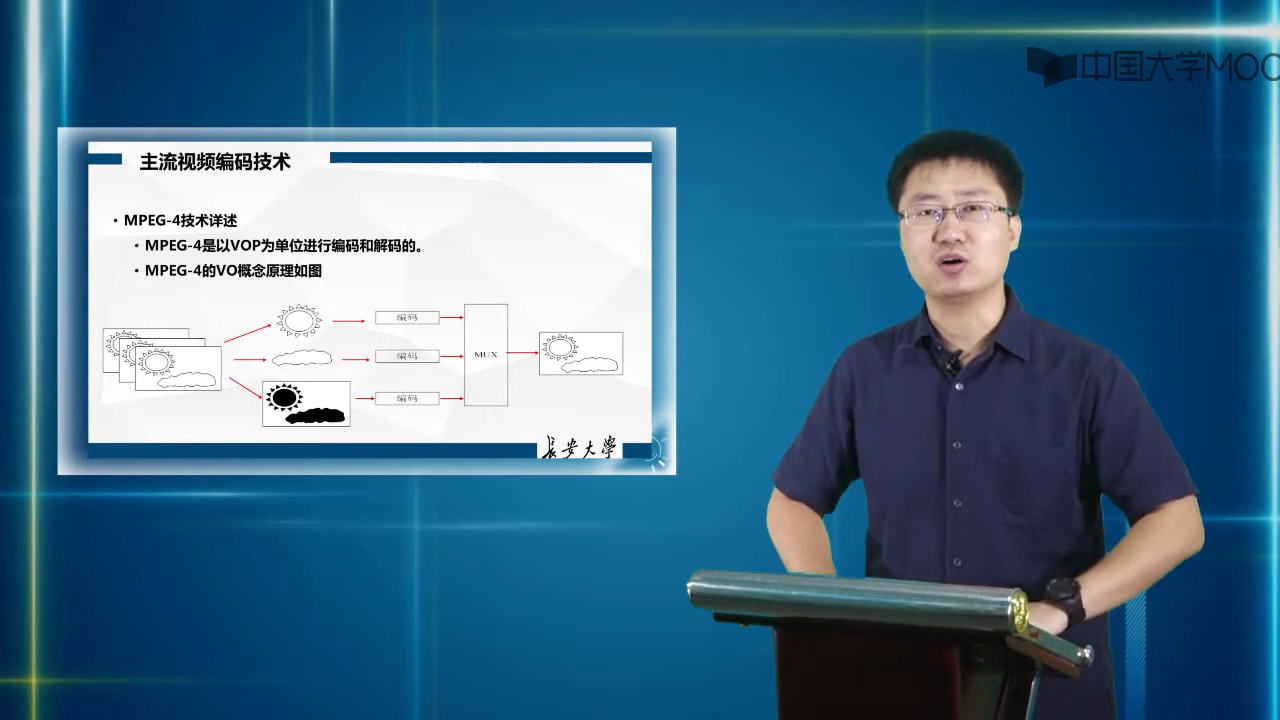 中国大学MOO
主流视频编码技术
• MPEG-4技术详述
• MPEG-4是以VOP为单位进行编码和解码的。
• MPEG-4的VO概念原理如图
编码
编码
MUX
编码
长安大学